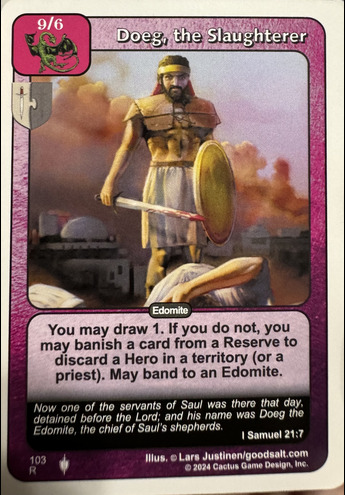 9/6
Doeg, the Slaughterer
Edomite
You may draw 1. If you do not, you
may banish a card from a Reserve to
discard a Hero in a territory (or a
priest). May band to an Edomite.
Now one of the servants of Saul was there that day,
detained before the Lord; and his name was Doeg the
Edomite, the chief of Saul's shepherds.
I Samuel 21:7
103
R
Illus. © Lars Justinen/goodsalt.com
© 2024 Cactus Game Design, Inc.